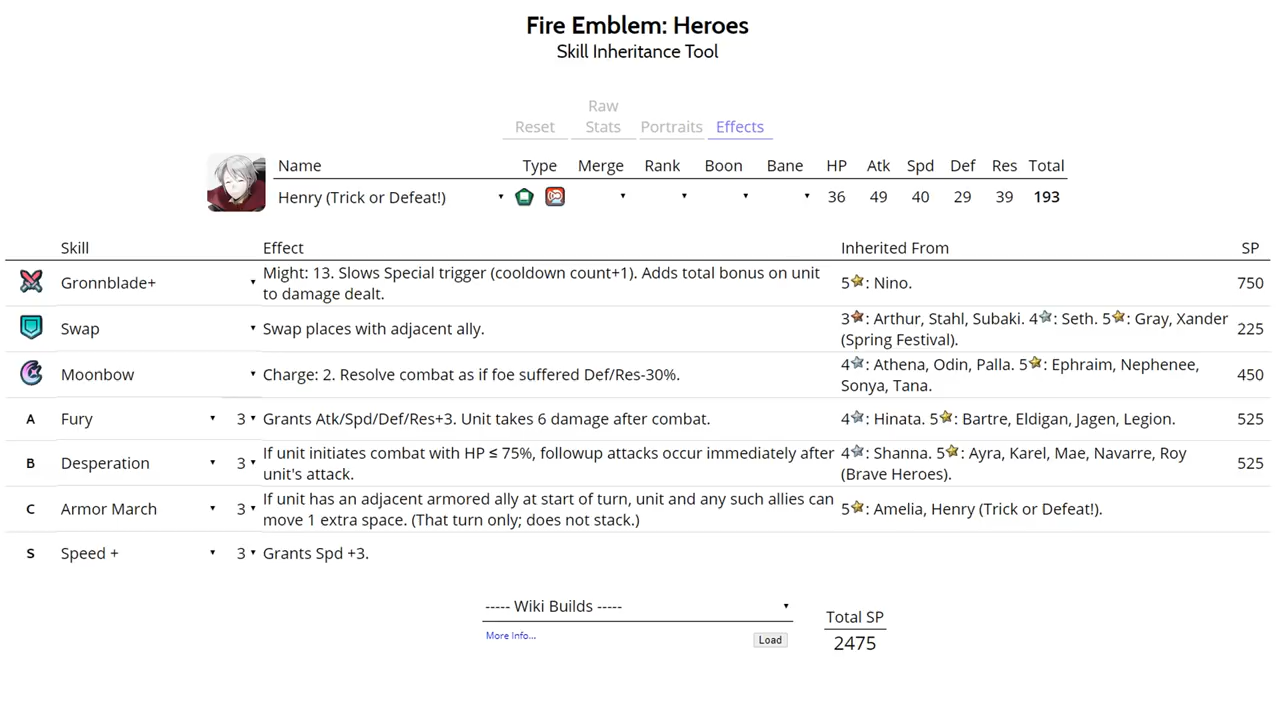 Fire Emblem: Heroes
Skill Inheritance Tool
Reset Raw Stats Portraits Effects
Name Type Merge Rank Boon Bane HP Atk Spd Def Res Total
Henry (Trick or Defeat!) 36 49 40 29 39 193
Skill Effect Inherited From SP
Gronnblade+ Might: 13. Slows Special trigger (cooldown count+1). Adds total bonus on unit
to damage dealt. 5: Nino. 750
Swap Swap places with adjacent ally. 3: Arthur, Stahl, Subaki. 4: Seth. 5: Gray, Xander
(Spring Festival). 225
Moonbow Charge: 2. Resolve combat as if foe suffered Def/Res-30%. 4: Athena, Odin, Palla. 5: Ephraim, Nephenee,
Sonya, Tana. 450
A Fury 3 Grants Atk/Spd/Def/Res+3. Unit takes 6 damage after combat. 4: Hinata. 5: Bartre, Eldigan, Jagen, Legion. 525
B Desperation 3 If unit initiates combat with HP ≤ 75%, followup attacks occur immediately after
unit's attack. 4: Shanna. 5: Ayra, Karel, Mae, Navarre, Roy
(Brave Heroes). 525
C Armor March 3 If unit has an adjacent armored ally at start of turn, unit and any such allies can
move 1 extra space. (That turn only; does not stack.) 5: Amelia, Henry (Trick or Defeat!).
S Speed + 3 Grants Spd +3.
----- Wiki Builds -----
More Info... Load
Total SP
2475